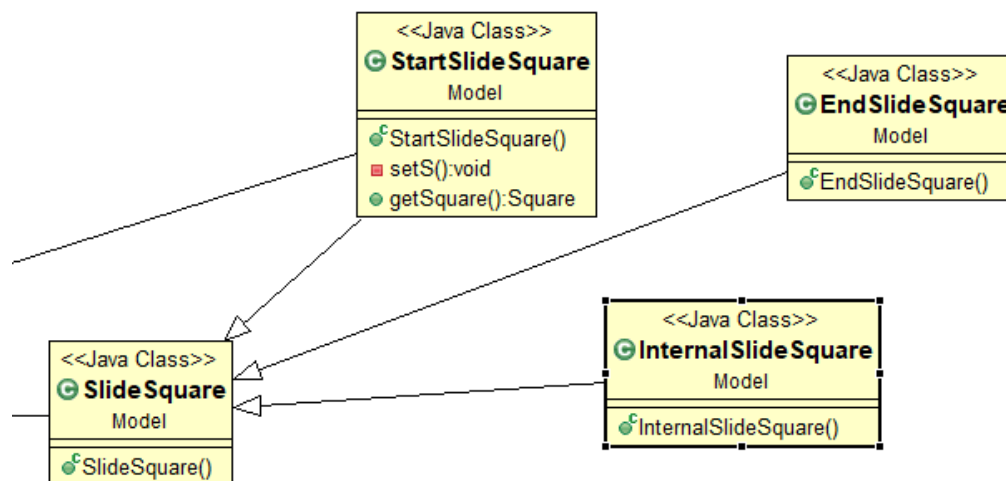 <<Java Class>>
StartSlideSquare
Model
StartSlideSquare()
setS():void
getSquare():Square
<<Java Class>>
EndSlideSquare
Model
EndSlideSquare()
<<Java Class>>
InternalSlideSquare
Model
InternalSlideSquare()
<<Java Class>>
SlideSquare
Model
SlideSquare()